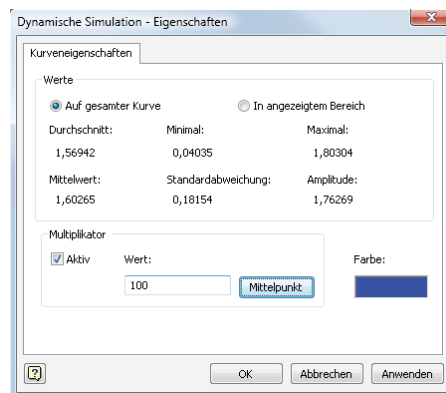 Dynamische Simulation - Eigenschaften
Kurveneigenschaften
Werte
Auf gesamter Kurve
In angezeigtem Bereich
Durchschnitt:
Minimal:
Maximal:
1,56942
0,04035
1,80304
Mittelwert:
Standardabweichung:
Amplitude:
1,60265
0,18154
1,76269
Multiplikator
Aktiv
Wert:
Farbe:
100
Mittelpunkt
?
OK
Abbrechen
Anwenden